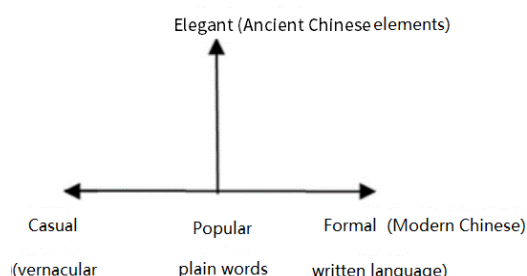 Elegant (Ancient Chinese elements)
Casual Popular Formal (Modern Chinese)
(vernacular plain words written language)